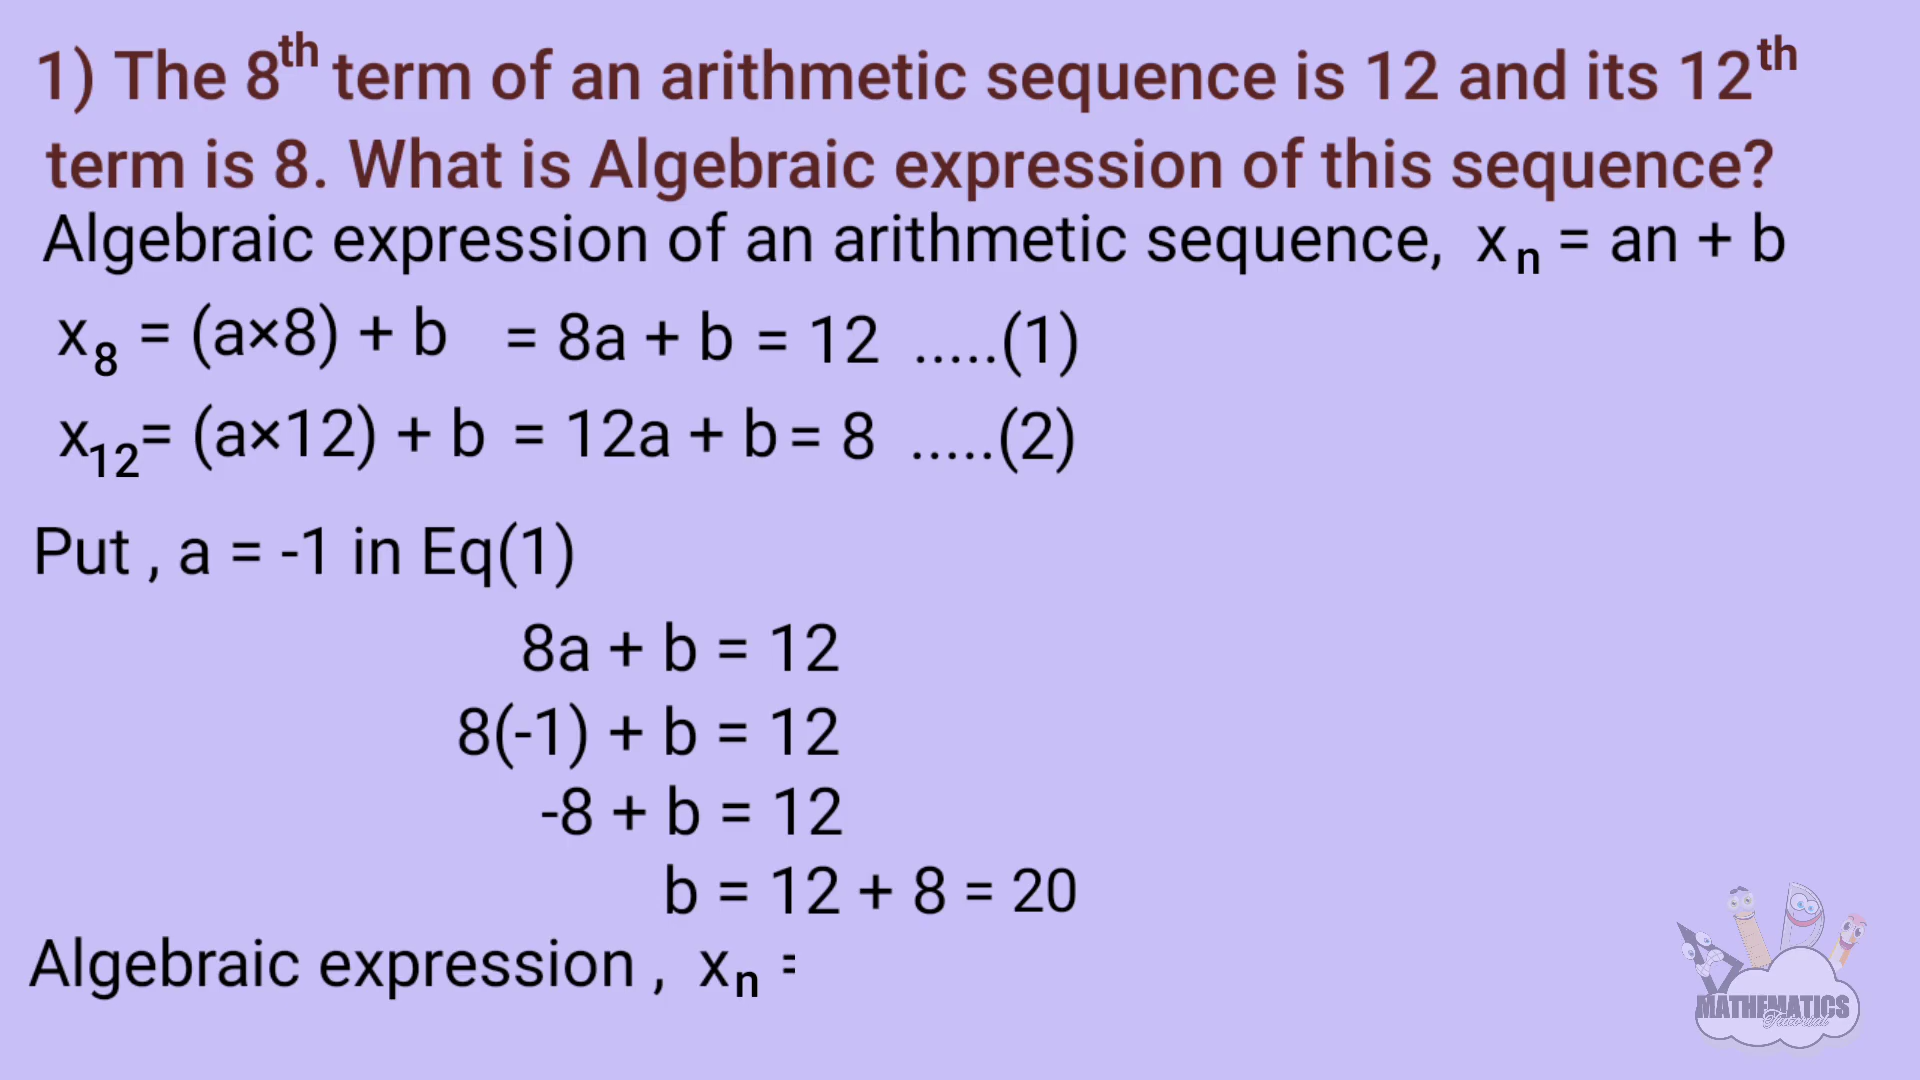 1) The 8th term of an arithmetic sequence is 12 and its 12th
term is 8. What is Algebraic expression of this sequence?
Algebraic expression of an arithmetic sequence, xn = an + b
x8 = (a×8) + b = 8a + b = 12 .....(1)
x12= (a×12) + b = 12a + b = 8 .....(2)
Put , a = -1 in Eq(1)
8a + b = 12
8(-1) + b = 12
-8 + b = 12
b = 12 + 8 = 20
Algebraic expression , xn =
MATHEMATICS
Tutorial